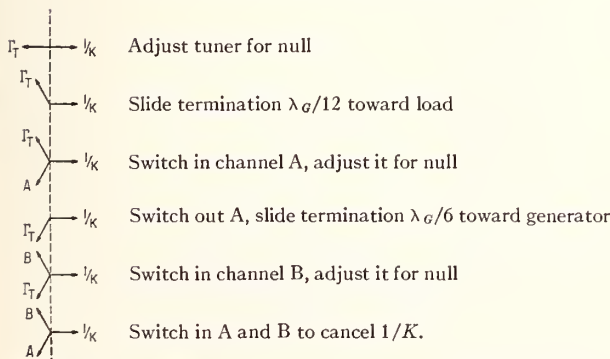 Γ_T 1/K Adjust tuner for null
Γ_T 1/K Slide termination λ_G/12 toward load
Γ_T A 1/K Switch in channel A, adjust it for null
Γ_T 1/K Switch out A, slide termination λ_G/6 toward generator
B Γ_T 1/K Switch in channel B, adjust it for null
B A 1/K Switch in A and B to cancel 1/K.